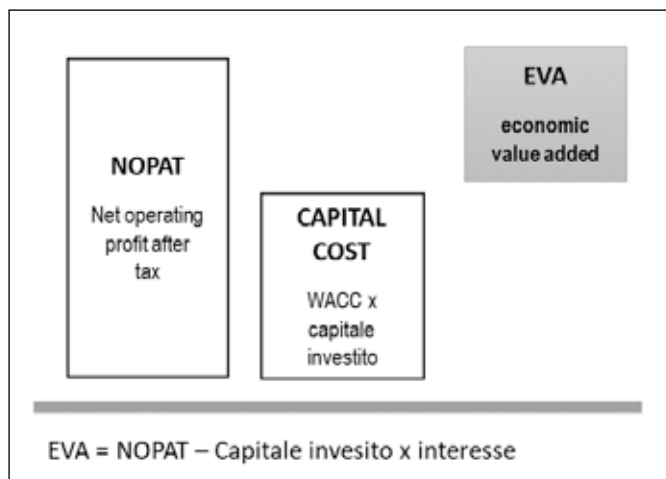 NOPAT
Net operating
profit after
tax
CAPITAL
COST
WACC x
capitale
investito
EVA
economic
value added
EVA = NOPAT – Capitale invesito x interesse